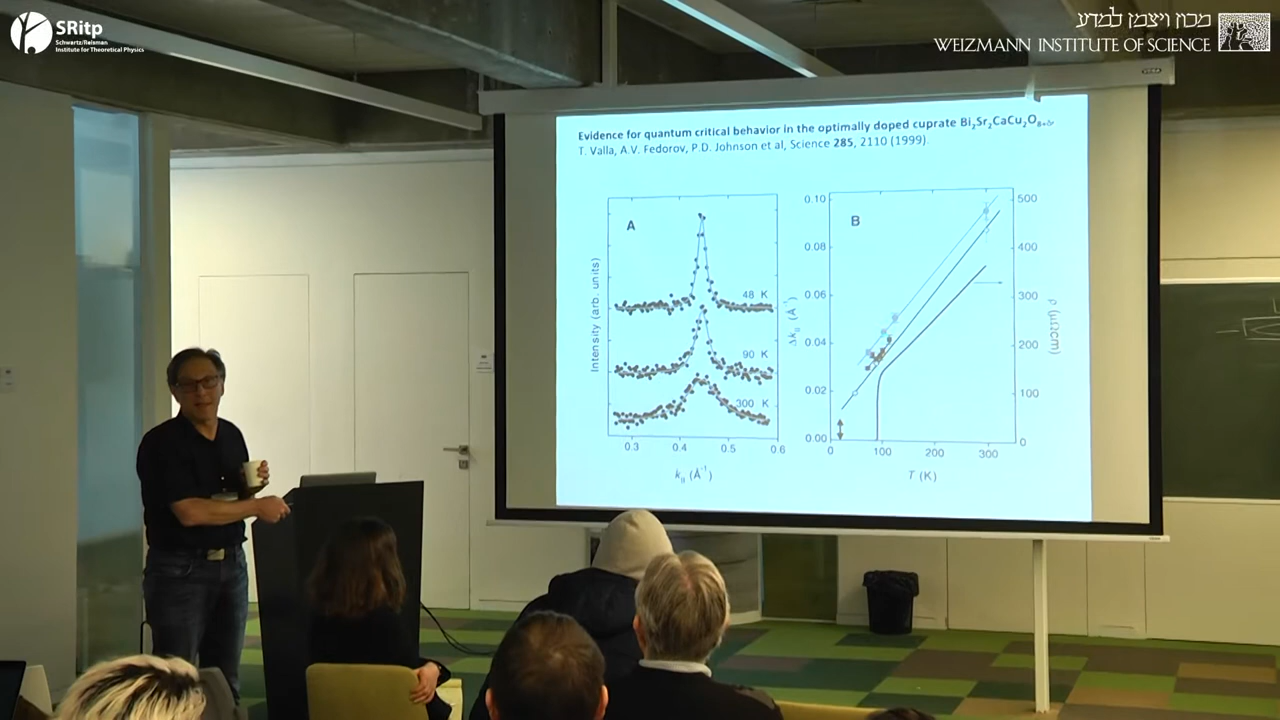 SRitp
Schwartz/Reisman
Institute for Theoretical Physics
מכון ויצמן למדע
WEIZMANN INSTITUTE OF SCIENCE
Evidence for quantum critical behavior in the optimally doped cuprate Bi₂Sr₂CaCu₂O₈₊δ,
T. Valla, A.V. Fedorov, P.D. Johnson et al, Science 285, 2110 (1999).
A
Intensity (arb. units)
48 K
90 K
300 K
0.3 0.4 0.5 0.6
k|| (Å⁻¹)
B
Δk|| (Å⁻¹)
0.10
0.08
0.06
0.04
0.02
0.00
0 100 200 300
T (K)
500
400
300
200
100
0
ρ (μΩcm)